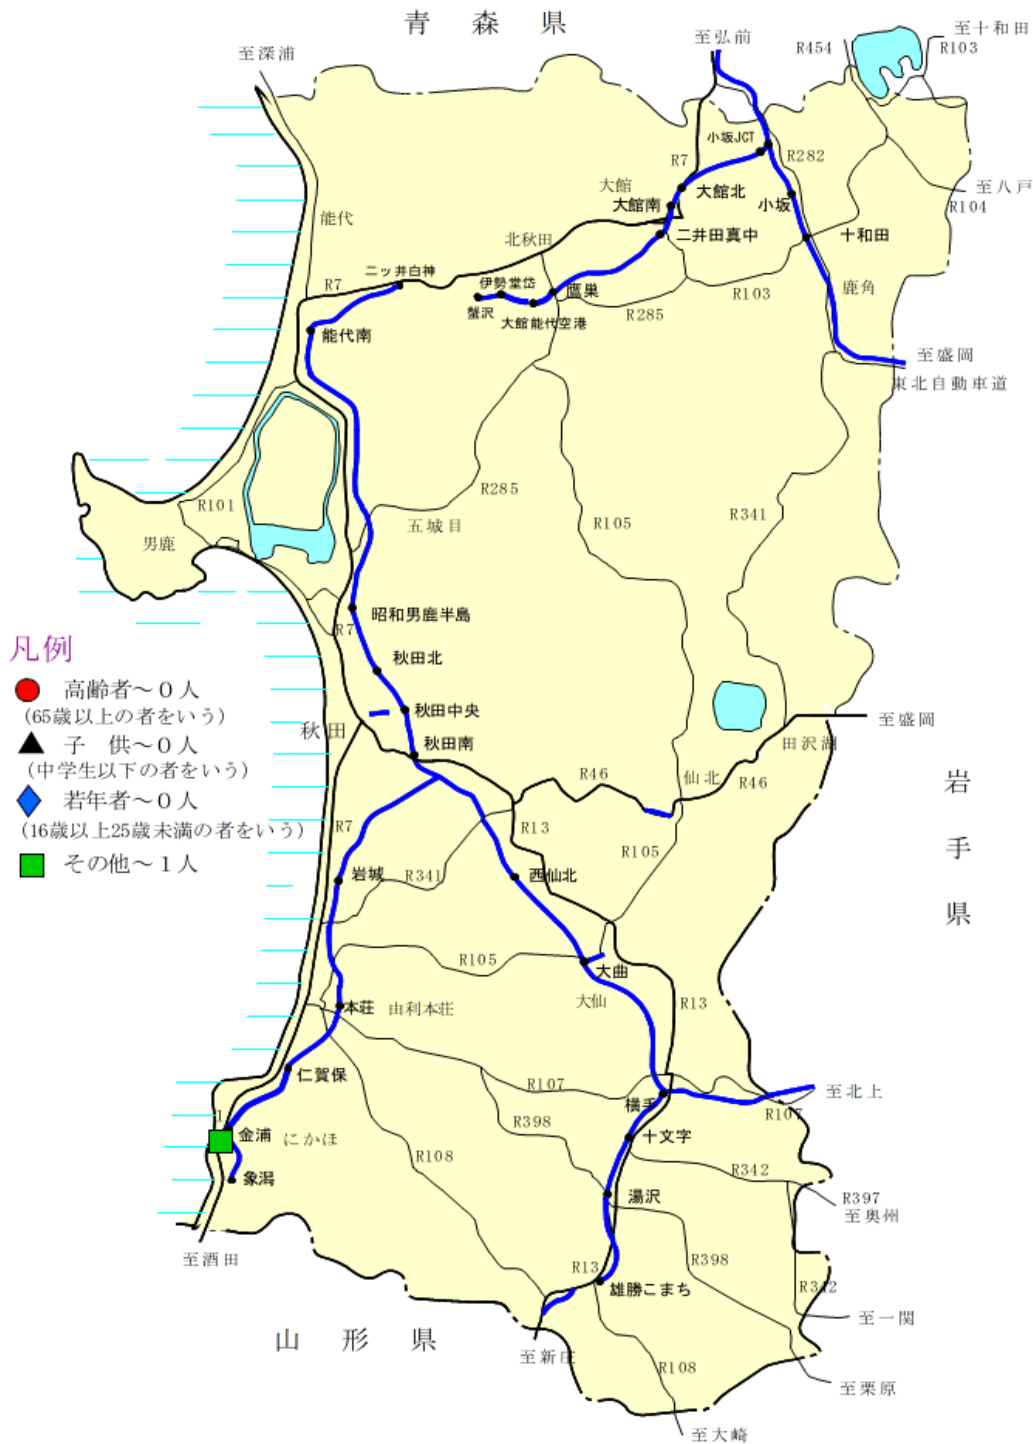 青森県
至弘前
至十和田
R454
R103
至深浦
小坂JCT
R7
R282
大館
大館北
至八戸
R104
大館南
小坂
能代
北秋田
二井田真中
十和田
二ッ井白神
R7
伊勢堂岱
鷹巣
R103
鹿角
蟹沢
大館能代空港
R285
能代南
至盛岡
東北自動車道
R285
R101
R105
R341
五城目
男鹿
昭和男鹿半島
R7
凡例
秋田北
高齢者～０人
(65歳以上の者をいう)
秋田中央
至盛岡
秋田
子 供～０人
秋田南
田沢湖
(中学生以下の者をいう)
R46
仙北
R46
岩手県
若年者～０人
(16歳以上25歳未満の者をいう)
R7
R13
R105
その他～１人
岩城
R341
西仙北
R105
大曲
大仙
R13
本荘
由利本荘
仁賀保
R107
至北上
横手
R107
1
金浦
にかほ
R398
十文字
R108
R342
象潟
湯沢
R397
至奥州
至酒田
R13
R398
雄勝こまち
R342
至一関
山形県
至新庄
R108
至栗原
至大崎